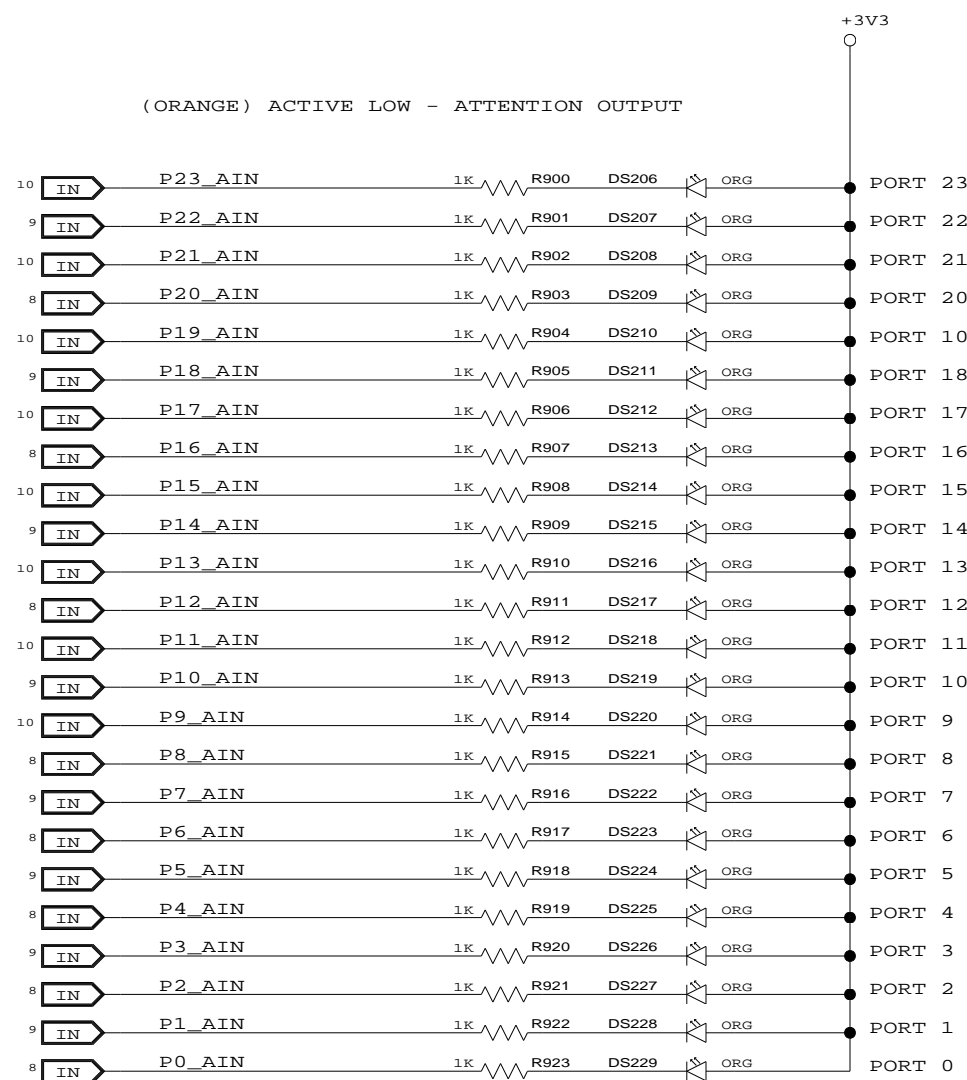 +3V3
(ORANGE) ACTIVE LOW - ATTENTION OUTPUT
10 IN P23_AIN 1K R900 DS206 ORG PORT 23
9 IN P22_AIN 1K R901 DS207 ORG PORT 22
10 IN P21_AIN 1K R902 DS208 ORG PORT 21
8 IN P20_AIN 1K R903 DS209 ORG PORT 20
10 IN P19_AIN 1K R904 DS210 ORG PORT 10
9 IN P18_AIN 1K R905 DS211 ORG PORT 18
10 IN P17_AIN 1K R906 DS212 ORG PORT 17
8 IN P16_AIN 1K R907 DS213 ORG PORT 16
10 IN P15_AIN 1K R908 DS214 ORG PORT 15
9 IN P14_AIN 1K R909 DS215 ORG PORT 14
10 IN P13_AIN 1K R910 DS216 ORG PORT 13
8 IN P12_AIN 1K R911 DS217 ORG PORT 12
10 IN P11_AIN 1K R912 DS218 ORG PORT 11
9 IN P10_AIN 1K R913 DS219 ORG PORT 10
10 IN P9_AIN 1K R914 DS220 ORG PORT 9
8 IN P8_AIN 1K R915 DS221 ORG PORT 8
9 IN P7_AIN 1K R916 DS222 ORG PORT 7
8 IN P6_AIN 1K R917 DS223 ORG PORT 6
9 IN P5_AIN 1K R918 DS224 ORG PORT 5
8 IN P4_AIN 1K R919 DS225 ORG PORT 4
9 IN P3_AIN 1K R920 DS226 ORG PORT 3
8 IN P2_AIN 1K R921 DS227 ORG PORT 2
9 IN P1_AIN 1K R922 DS228 ORG PORT 1
8 IN P0_AIN 1K R923 DS229 ORG PORT 0